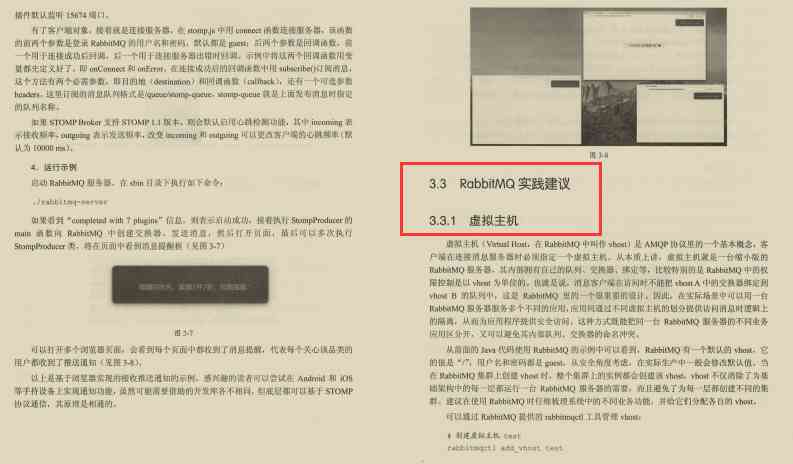 插件默认监听 15674 端口。
有了客户端对象，接着就是连接服务器，在 stomp.js 中用 connect 函数连接服务器，该函
数的前两个参数是登录 RabbitMQ 的用户名和密码，默认都是 guest；后两个参数是回调函数，前
一个用于连接成功后回调，后一个用于连接服务器出错时回调。示例中将这两个回调函数用变
量都先定义好了，即 onConnect 和 onError。在连接成功后的回调函数中用 subscribe()订阅消息，
这个方法有两个必需参数，即目的地（destination）和回调函数（callback），还有一个可选参数
headers。这里订阅的消息队列格式是/queue/stomp-queue，stomp-queue 就是上面发布消息时指定
的队列名称。
如果 STOMP Broker 支持 STOMP 1.1 版本，则会默认启用心跳检测功能，其中 incoming 表
示接收频率，outgoing 表示发送频率，改变 incoming 和 outgoing 可以更改客户端的心跳频率（默
认为 10000 ms）。
4．运行示例
启动 RabbitMQ 服务器，在 sbin 目录下执行如下命令：
./rabbitmq-server
如果看到“completed with 7 plugins”信息，则表示启动成功，接着执行 StompProducer 的
main 函数向 RabbitMQ 中创建交换器、发送消息，然后打开页面，最后可以多次执行
StompProducer 类，将在页面中看到消息提醒框（见图 3-7）
图 3-7
可以打开多个浏览器页面，会看到每个页面中都收到了消息提醒，代表每个关心该品类的
用户都收到了推送通知（见图 3-8）。
以上是基于浏览器实现的接收推送通知的示例，感兴趣的读者可以尝试在 Android 和 iOS
等手持设备上实现通知功能，虽然可能需要借助的开发库各不相同，但底层都可以基于 STOMP
协议通信，其原理是相通的。
图 3-8
3.3 RabbitMQ 实践建议
3.3.1 虚拟主机
虚拟主机（Virtual Host，在 RabbitMQ 中叫作 vhost）是 AMQP 协议里的一个基本概念，客
户端在连接消息服务器时必须指定一个虚拟主机。从本质上讲，虚拟主机就是一台缩小版的
RabbitMQ 服务器，其内部拥有自己的队列、交换器、绑定等，比较特别的是 RabbitMQ 中的权
限控制是以 vhost 为单位的。也就是说，消息客户端在访问时不能把 vhost A 中的交换器绑定到
vhost B 的队列中，这是 RabbitMQ 里的一个很重要的设计。因此，在实际场景中可以用一台
RabbitMQ 服务器服务多个不同的应用，应用间通过不同虚拟主机的划分提供访问消息时逻辑上
的隔离，从而为应用程序提供安全访问。这种方式既能把同一台 RabbitMQ 服务器的不同业务
应用区分开，又可以避免其内部队列、交换器的命名冲突。
从前面的 Java 代码使用 RabbitMQ 的示例中可以看到，RabbitMQ 有一个默认的 vhost，它
的值是“/”，用户名和密码都是 guest。从安全角度考虑，在实际生产中一般会修改默认值。当
在 RabbitMQ 集群上创建 vhost 时，整个集群上的实例都会创建该 vhost。vhost 不仅消除了为基
础架构中的每一层都运行一台 RabbitMQ 服务器的需要，而且避免了为每一层都创建不同的集
群。建议在使用 RabbitMQ 时仔细梳理系统中的不同业务功能，并给它们分配各自的 vhost。
可以通过 RabbitMQ 提供的 rabbitmqctl 工具管理 vhost：
# 创建虚拟主机 test
rabbitmqctl add_vhost test